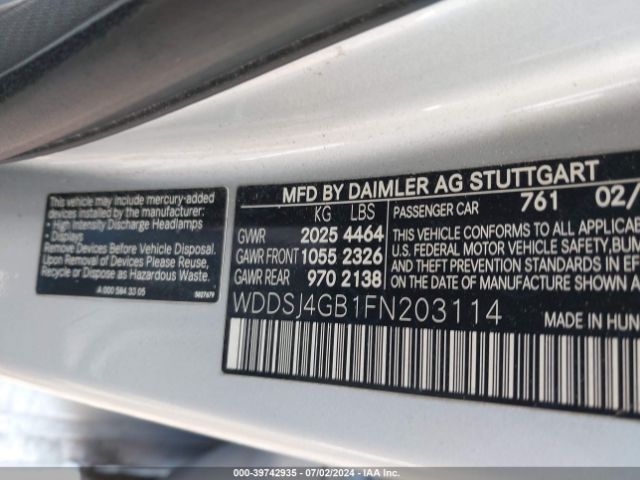 This vehicle may include mercury-added
devices installed by the manufacturer:
- High Intensity Discharge Headlamps
- Displays
Remove Devices Before Vehicle Disposal.
Upon Removal of Devices Please Reuse,
Recycle or Dispose as Hazardous Waste.
A 000 584 33 05
MFD BY DAIMLER AG STUTTGART
KG LBS
GVWR 2025 4464
GAWR FRONT 1055 2326
GAWR REAR 970 2138
PASSENGER CAR 761 02/
THIS VEHICLE CONFORMS TO ALL APPLICA
U.S. FEDERAL MOTOR VEHICLE SAFETY, BUM
AND THEFT PREVENTION STANDARDS IN EF
DATE OF MANUFACTURE SHOWN A
WDDSJ4GB1FN203114
MADE IN HUN
000-39742935 - 07/02/2024 - IAA Inc.